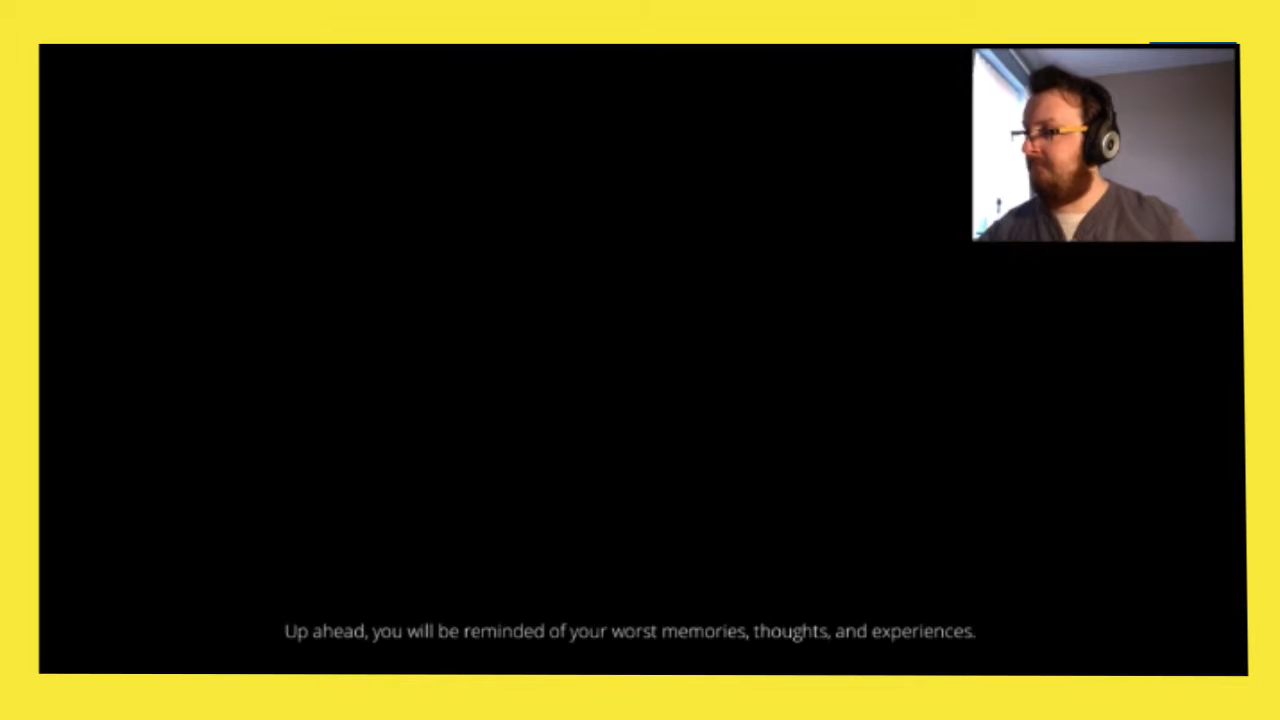 Up ahead, you will be reminded of your worst memories, thoughts, and experiences.